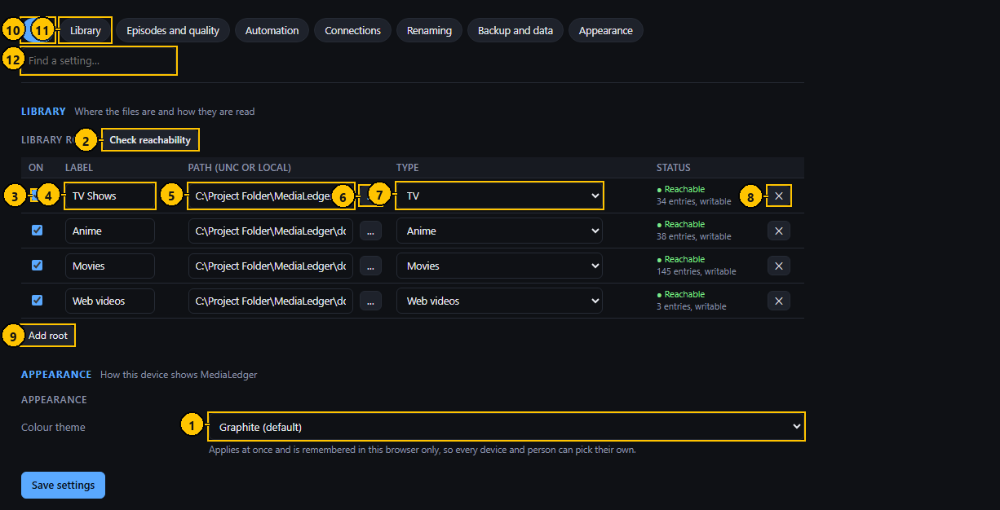 10 11 Library Episodes and quality Automation Connections Renaming Backup and data Appearance
12 Find a setting...
LIBRARY Where the files are and how they are read
LIBRARY 2 Check reachability
ON LABEL PATH (UNC OR LOCAL) TYPE STATUS
3 4 TV Shows 5 C:\Project Folder\MediaLedger 6 7 TV Reachable 8 ×
34 entries, writable
Anime C:\Project Folder\MediaLedger\dc ... Anime Reachable ×
38 entries, writable
Movies C:\Project Folder\MediaLedger\dc ... Movies Reachable ×
145 entries, writable
Web videos C:\Project Folder\MediaLedger\dc ... Web videos Reachable ×
3 entries, writable
9 Add root
APPEARANCE How this device shows MediaLedger
APPEARANCE
Colour theme 1 Graphite (default)
Applies at once and is remembered in this browser only, so every device and person can pick their own.
Save settings